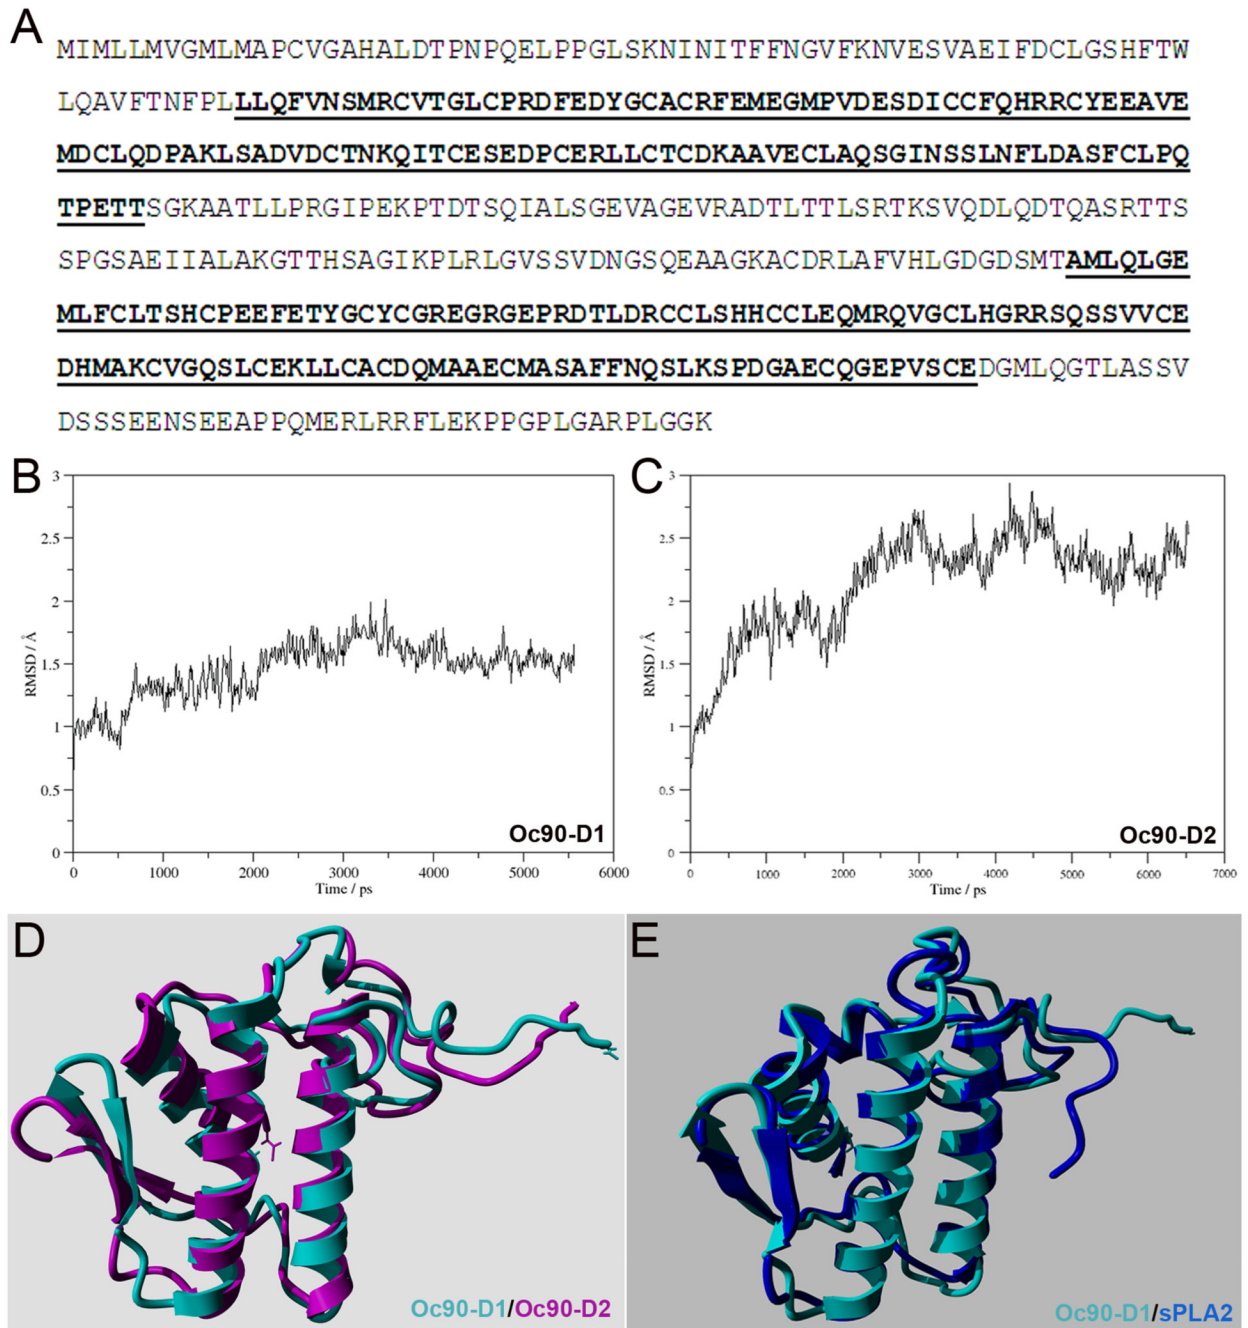 A
MIMLLMVGMLMAPCVGAHALDTPNPQELPPGLSKNINITFFNGVFKNVESVAEIFDCLGSHFTW
LQAVFTNFPLLLQFVNSMRCVTGLCPRDFEDYGCACRFEMEGMPVDESDICCFQHRRCYEEAVE
MDCLQDPAKLSADVDCTNKQITCESEDPCERLLCTCDKAAVECLAQSGINSSLNFLDASFCLPQ
TPETTSGKAATLLPRGIPEKPTDTSQIALSGEVAGEVRADTLTTLSRTKSVQDLQDTQASRTTS
SPGSAEIIALAKGTTHSAGIKPLRLGVSSVDNGSQEAAGKACDRLAFVHLGDGDSMTAMLQLGE
MLFCLTSHCPEEFETYGCYCGREGRGEPRDTLDRCCLSHHCCLEQMRQVGCLHGRRSQSSVVCE
DHMAKCVGQSLCEKLLCACDQMAAECMASAFFNQSLKSPDGAECQGEPVSCEDGMLQGTLASSV
DSSSEENSEEAPPQMERLRRFLEKPPGPLGARPLGGK
B
3
2.5
2
1.5
1
0.5
0
RMSD / Å
0 1000 2000 3000 4000 5000 6000
Time / ps
Oc90-D1
C
3
2.5
2
1.5
1
0.5
0
RMSD / Å
0 1000 2000 3000 4000 5000 6000 7000
Time / ps
Oc90-D2
D
Oc90-D1/Oc90-D2
E
Oc90-D1/sPLA2